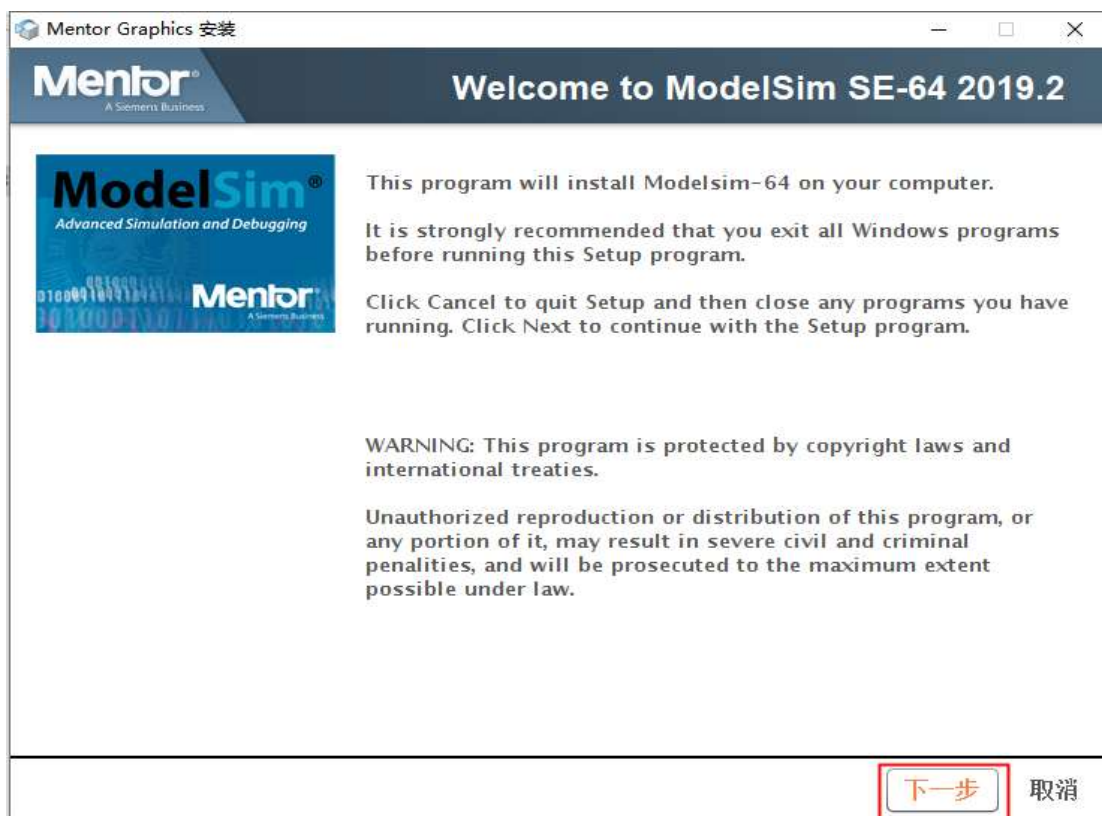 Mentor Graphics 安装
Mentor®
A Siemens Business
Welcome to ModelSim SE-64 2019.2
ModelSim®
Advanced Simulation and Debugging
Mentor
A Siemens Business
This program will install Modelsim-64 on your computer.
It is strongly recommended that you exit all Windows programs
before running this Setup program.
Click Cancel to quit Setup and then close any programs you have
running. Click Next to continue with the Setup program.
WARNING: This program is protected by copyright laws and
international treaties.
Unauthorized reproduction or distribution of this program, or
any portion of it, may result in severe civil and criminal
penalities, and will be prosecuted to the maximum extent
possible under law.
下一步 取消